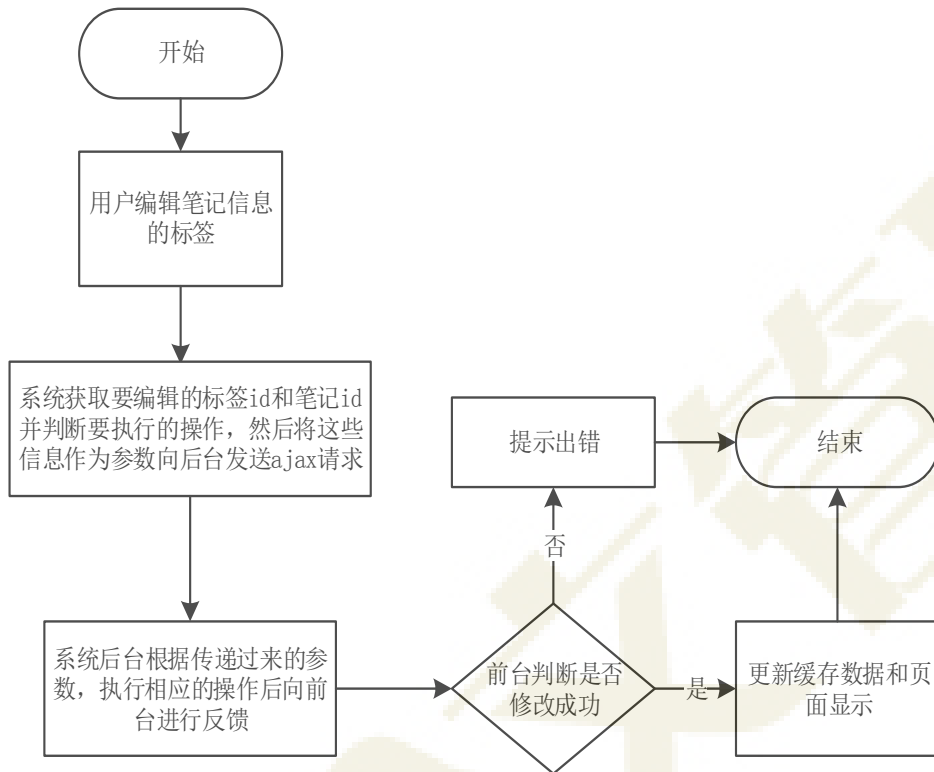 开始
用户编辑笔记信息
的标签
系统获取要编辑的标签id和笔记id
并判断要执行的操作，然后将这些
信息作为参数向后台发送ajax请求
提示出错
结束
否
系统后台根据传递过来的参
数，执行相应的操作后向前
台进行反馈
前台判断是否
修改成功
是
更新缓存数据和页
面显示